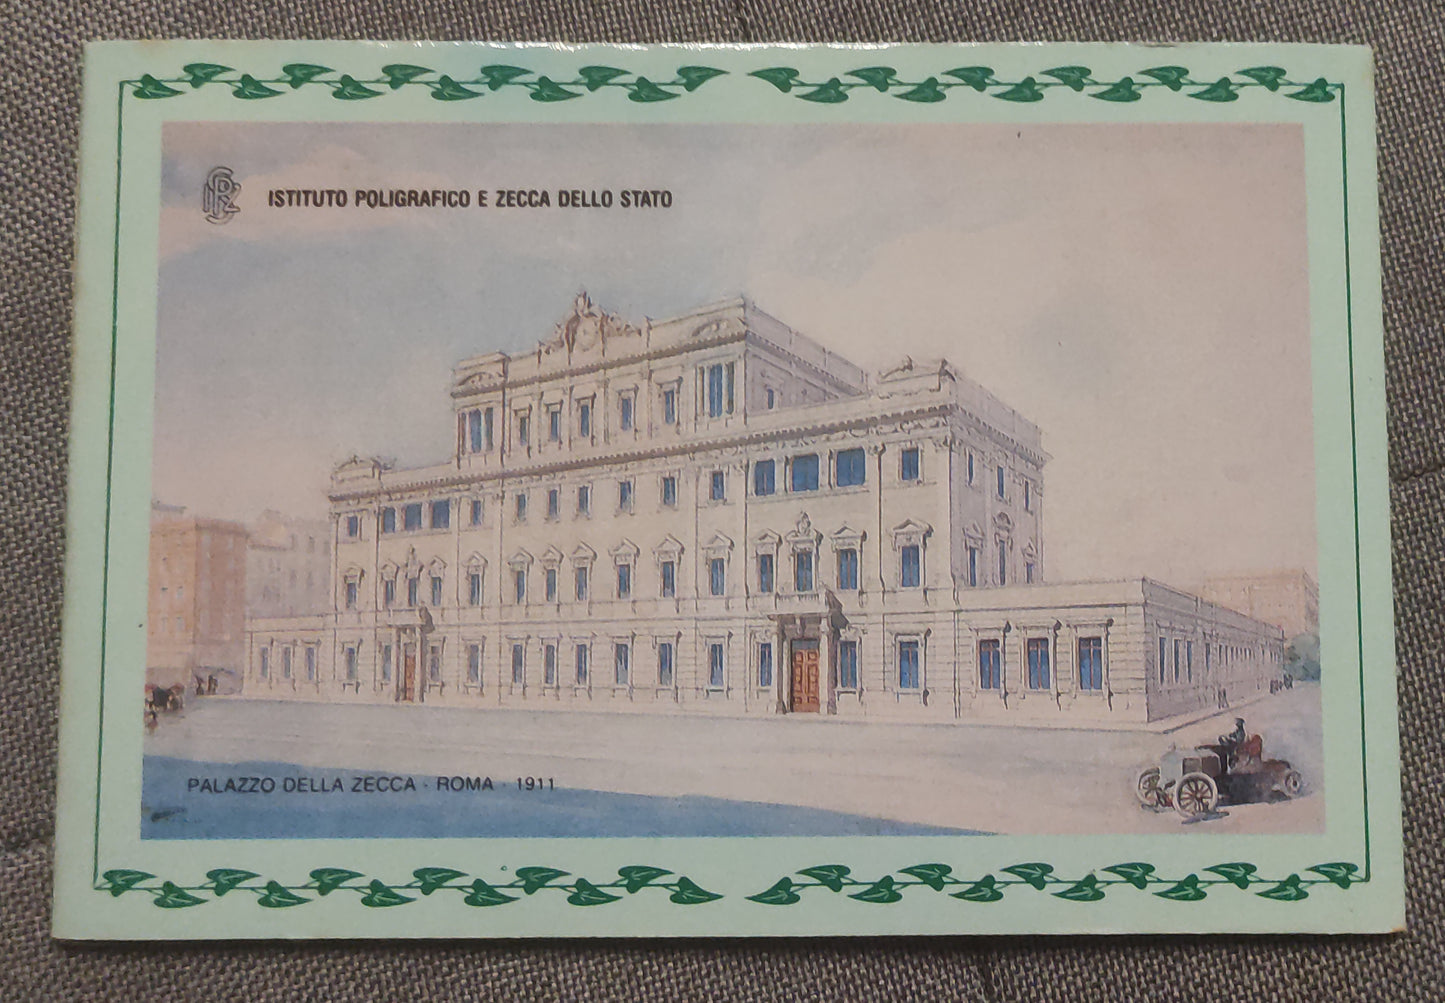 ISTITUTO POLIGRAFICO E ZECCA DELLO STATO
PALAZZO DELLA ZECCA · ROMA · 1911